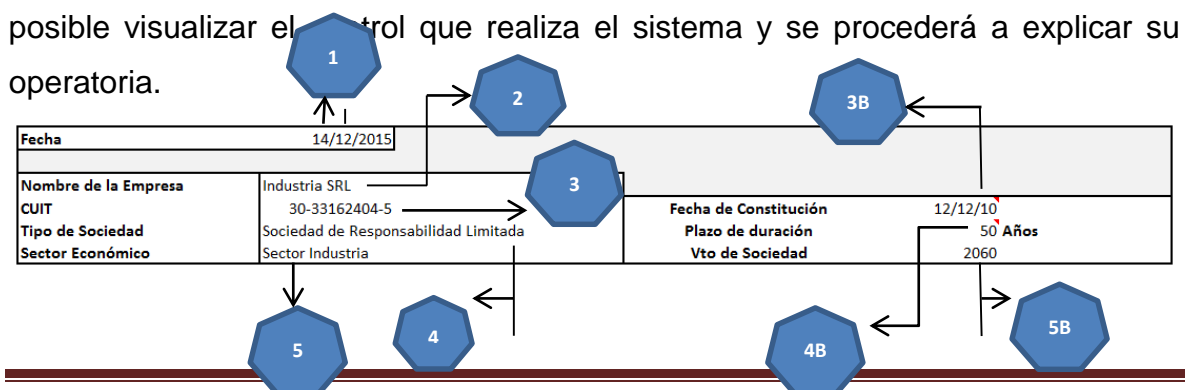 posible visualizar el control que realiza el sistema y se procederá a explicar su
operatoria.
1
2
3B
Fecha 14/12/2015
Nombre de la Empresa Industria SRL
3
CUIT 30-33162404-5 Fecha de Constitución 12/12/10
Tipo de Sociedad Sociedad de Responsabilidad Limitada Plazo de duración 50 Años
Sector Económico Sector Industria Vto de Sociedad 2060
5
4
4B
5B